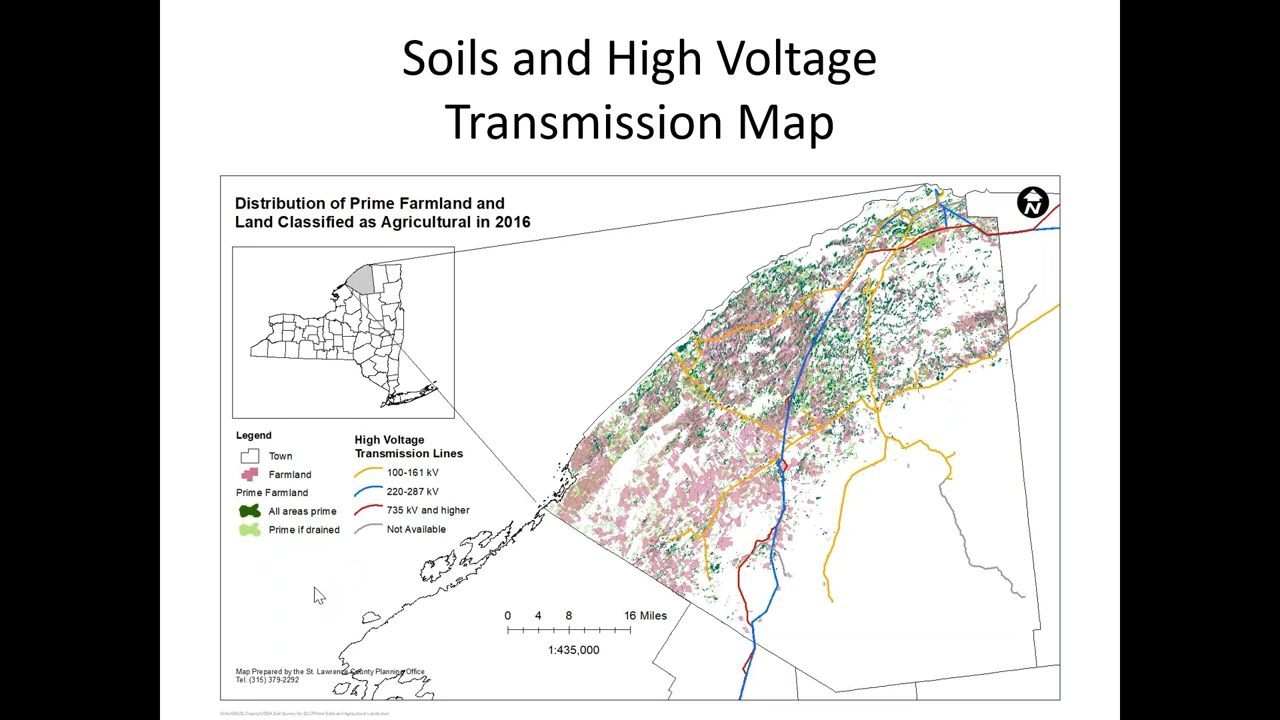 Soils and High Voltage
Transmission Map
Distribution of Prime Farmland and
Land Classified as Agricultural in 2016
N
Legend
Town
Farmland
Prime Farmland
All areas prime
Prime if drained
High Voltage
Transmission Lines
100-161 kV
220-287 kV
735 kV and higher
Not Available
0 4 8 16 Miles
1:435,000
Map Prepared by the St. Lawrence County Planning Office
Tel: (315) 379-2292